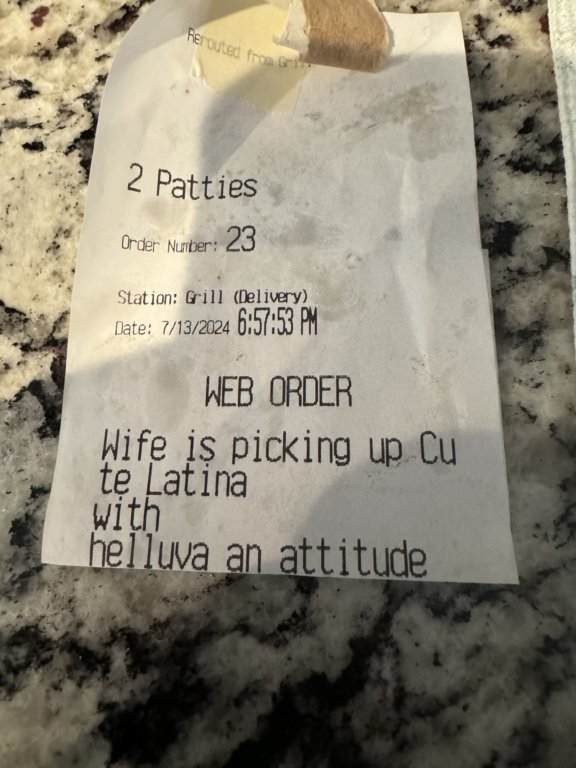 Rerouted from Grill
2 Patties
Order Number: 23
Station: Grill (Delivery)
Date: 7/13/2024 6:57:53 PM
WEB ORDER
Wife is picking up Cu
te Latina
with
helluva an attitude